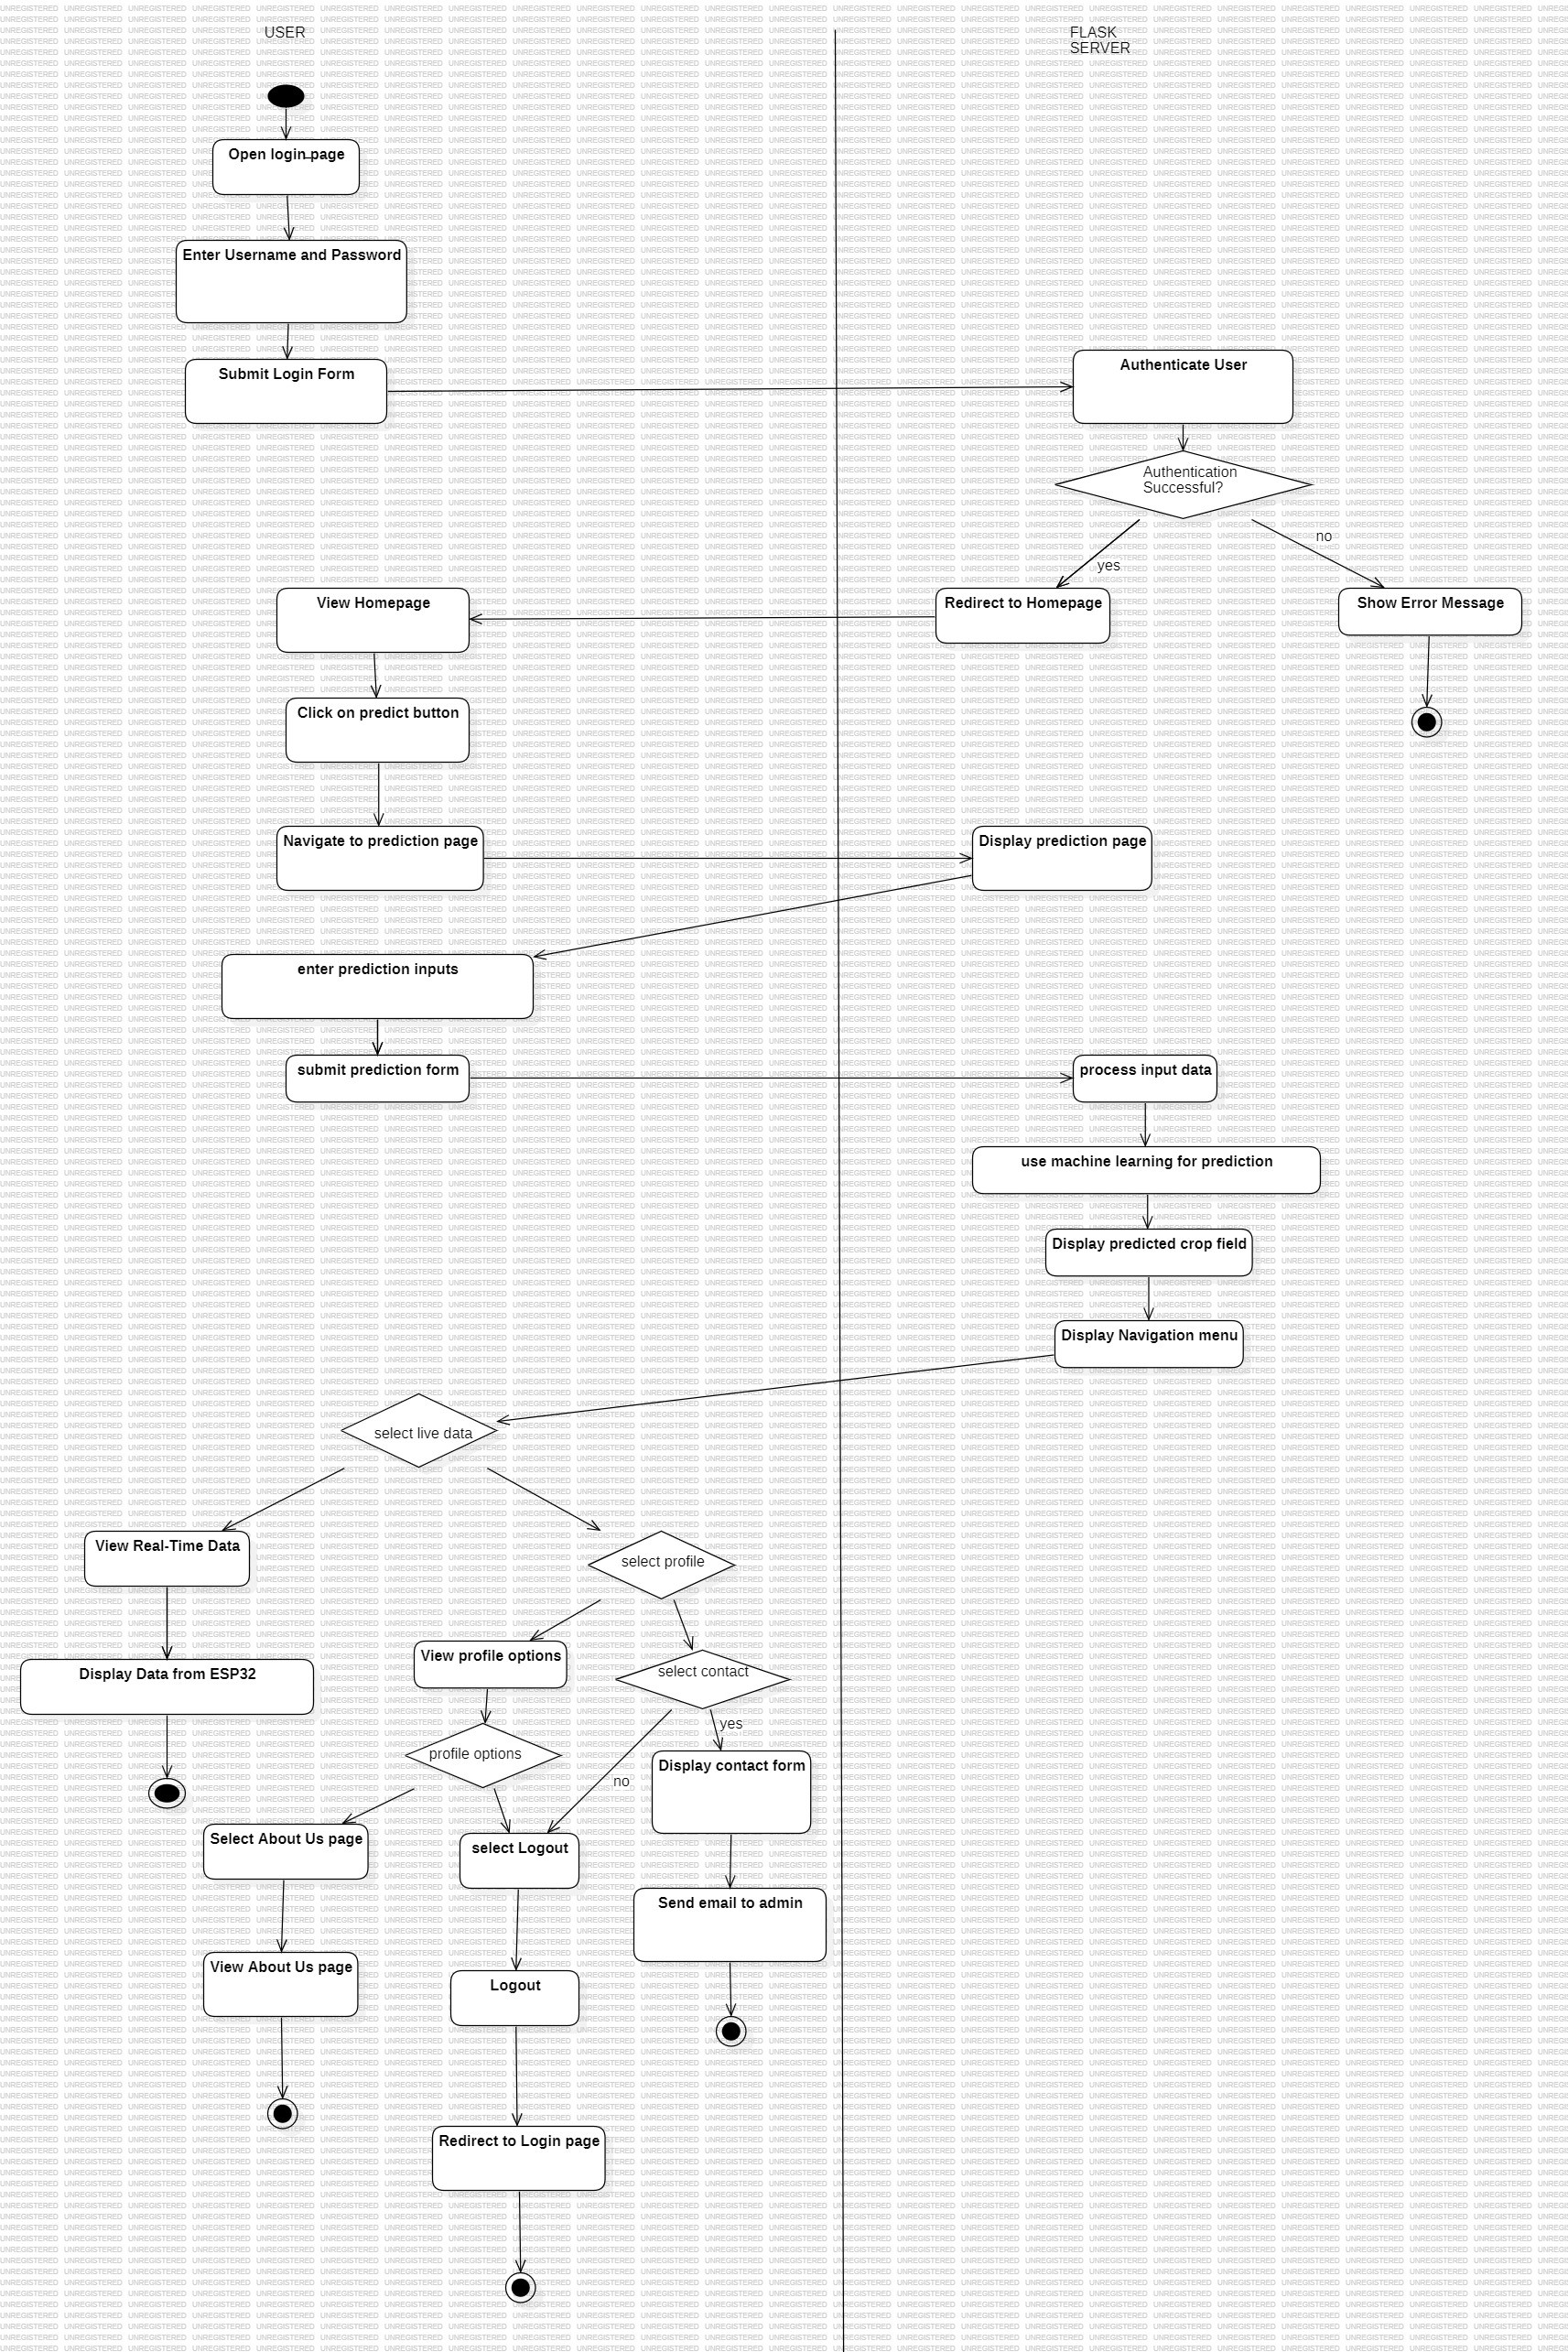 USER
FLASK
SERVER
Open login_page
Enter Username and Password
Submit Login Form
Authenticate User
Authentication
Successful?
no
yes
View Homepage
Redirect to Homepage
Show Error Message
Click on predict button
Navigate to prediction page
Display prediction page
enter prediction inputs
submit prediction form
process input data
use machine learning for prediction
Display predicted crop field
Display Navigation menu
select live data
View Real-Time Data
select profile
View profile options
select contact
Display Data from ESP32
yes
profile options
Display contact form
no
Select About Us page
select Logout
Send email to admin
View About Us page
Logout
Redirect to Login page
UNREGISTERED